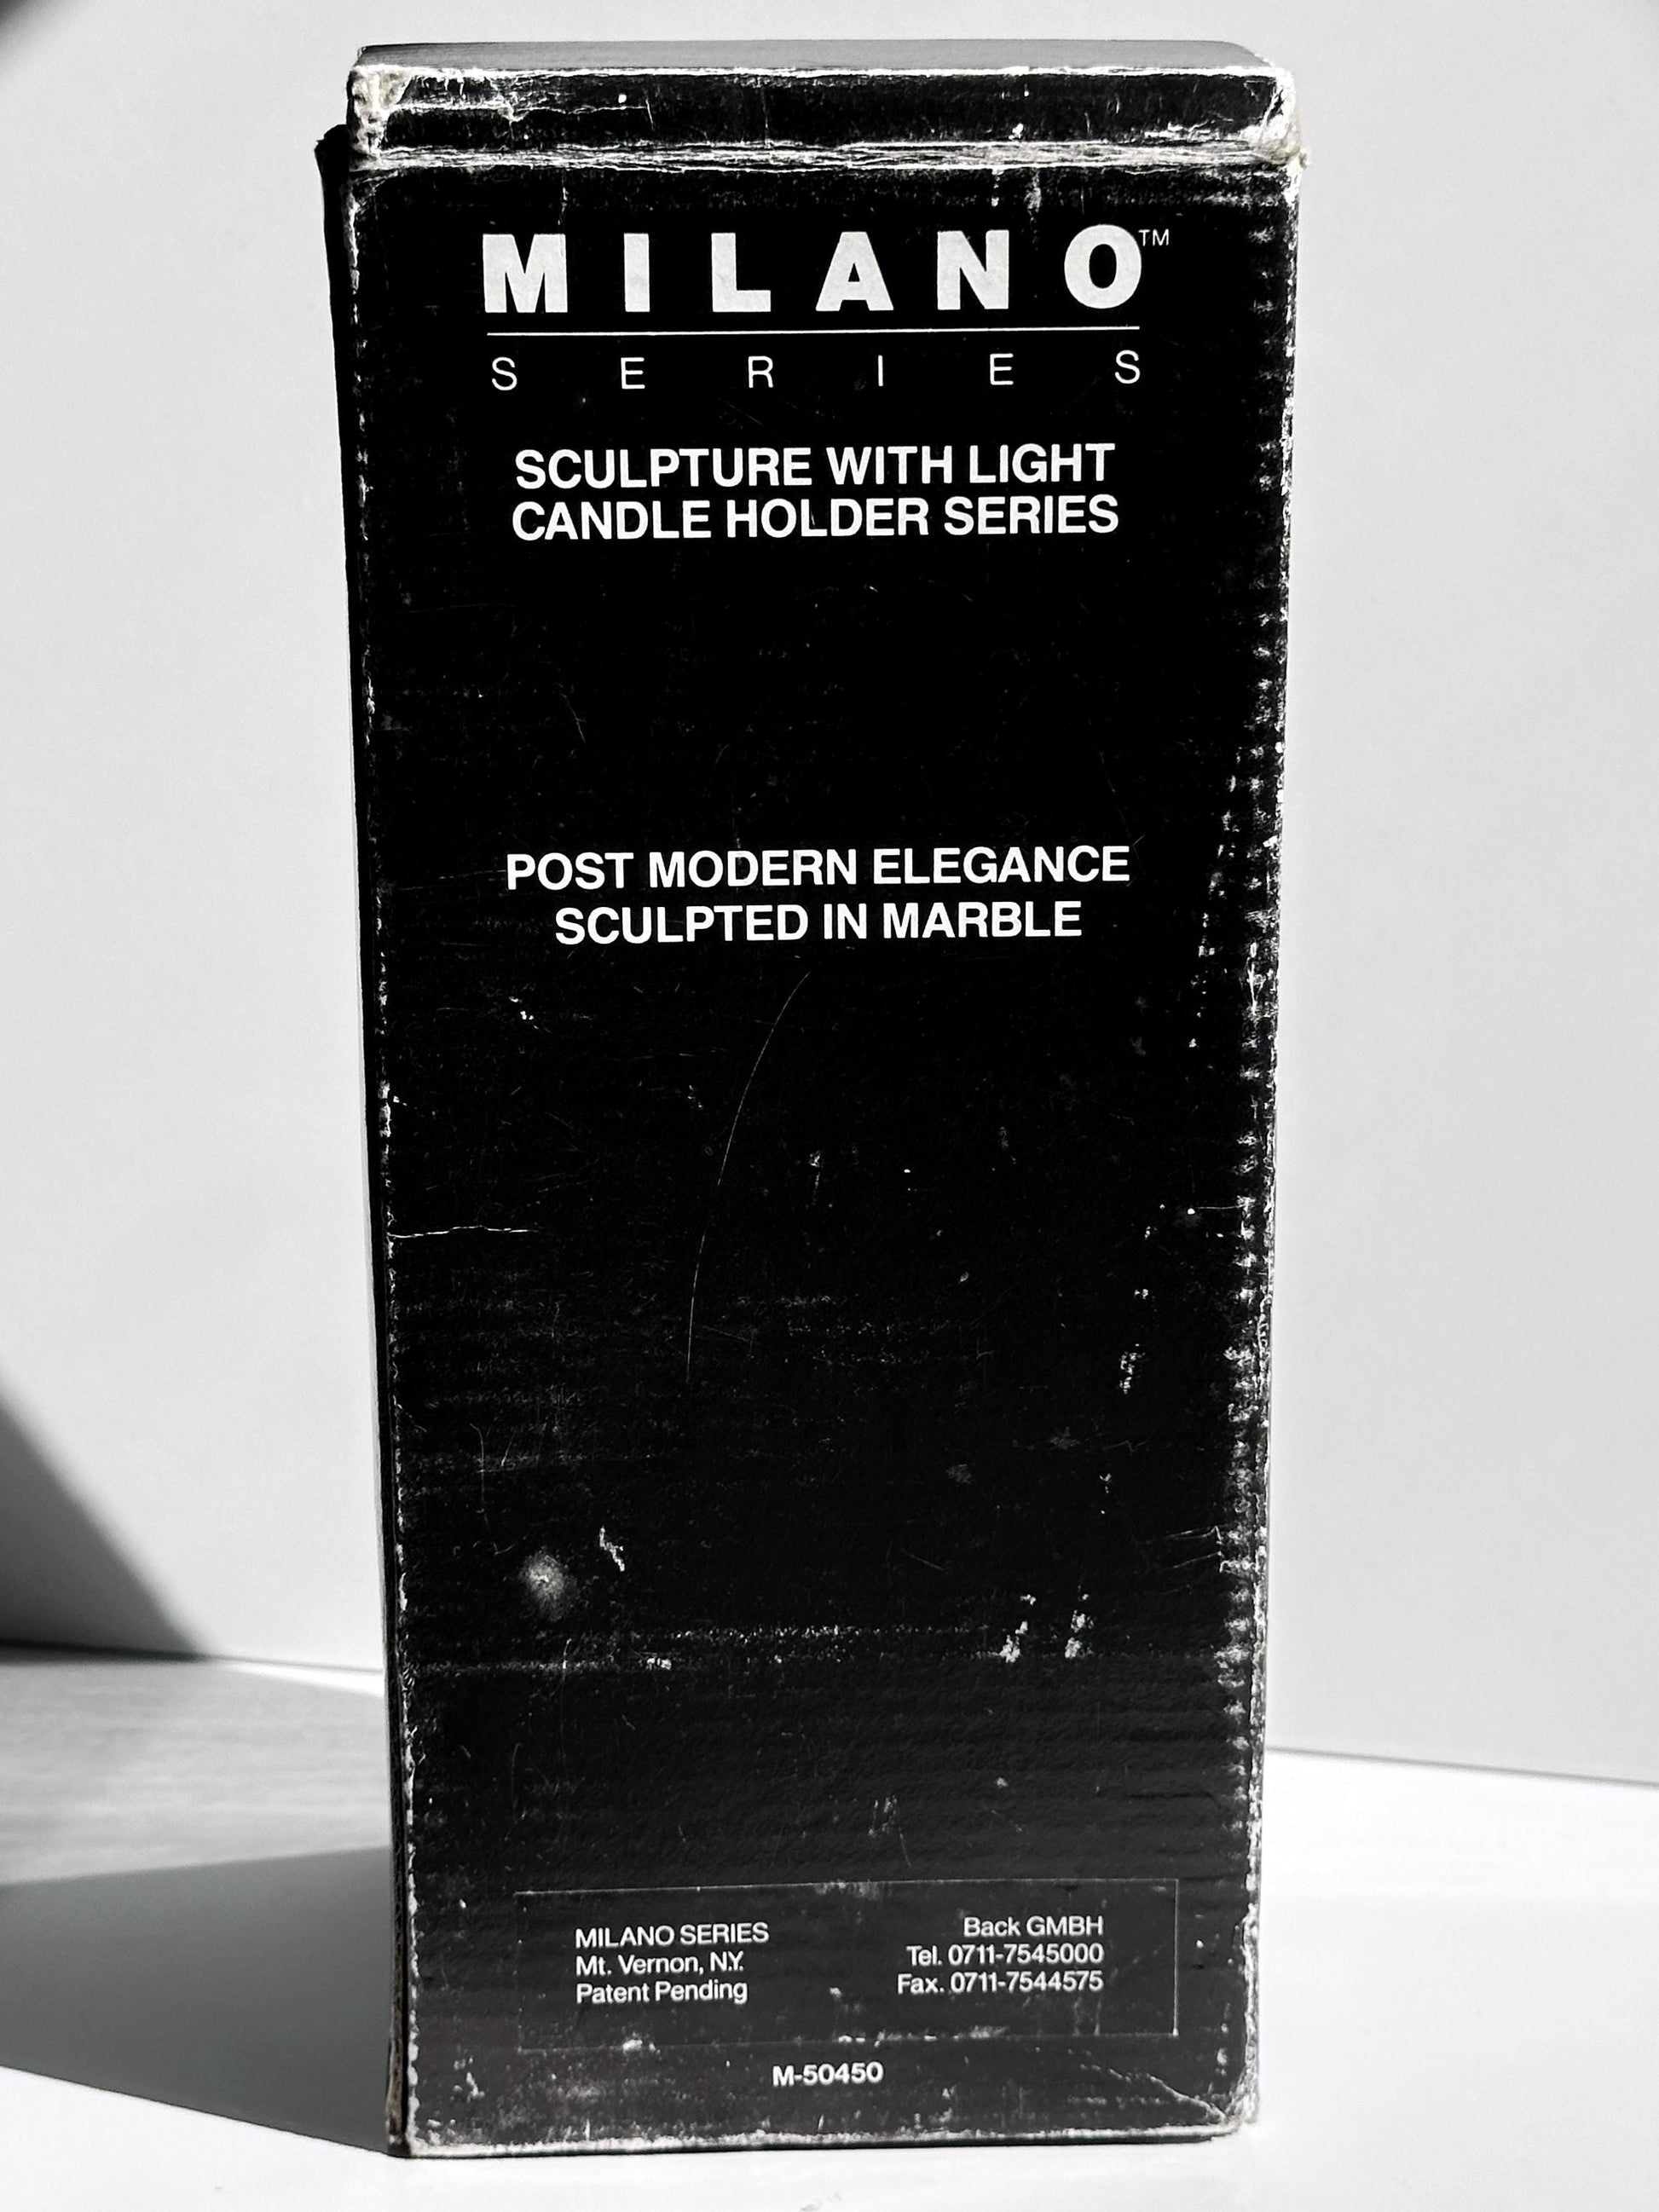 MILANO™
SERIES
SCULPTURE WITH LIGHT
CANDLE HOLDER SERIES
POST MODERN ELEGANCE
SCULPTED IN MARBLE
MILANO SERIES
Mt. Vernon, N.Y.
Patent Pending
Back GMBH
Tel. 0711-7545000
Fax. 0711-7544575
M-50450